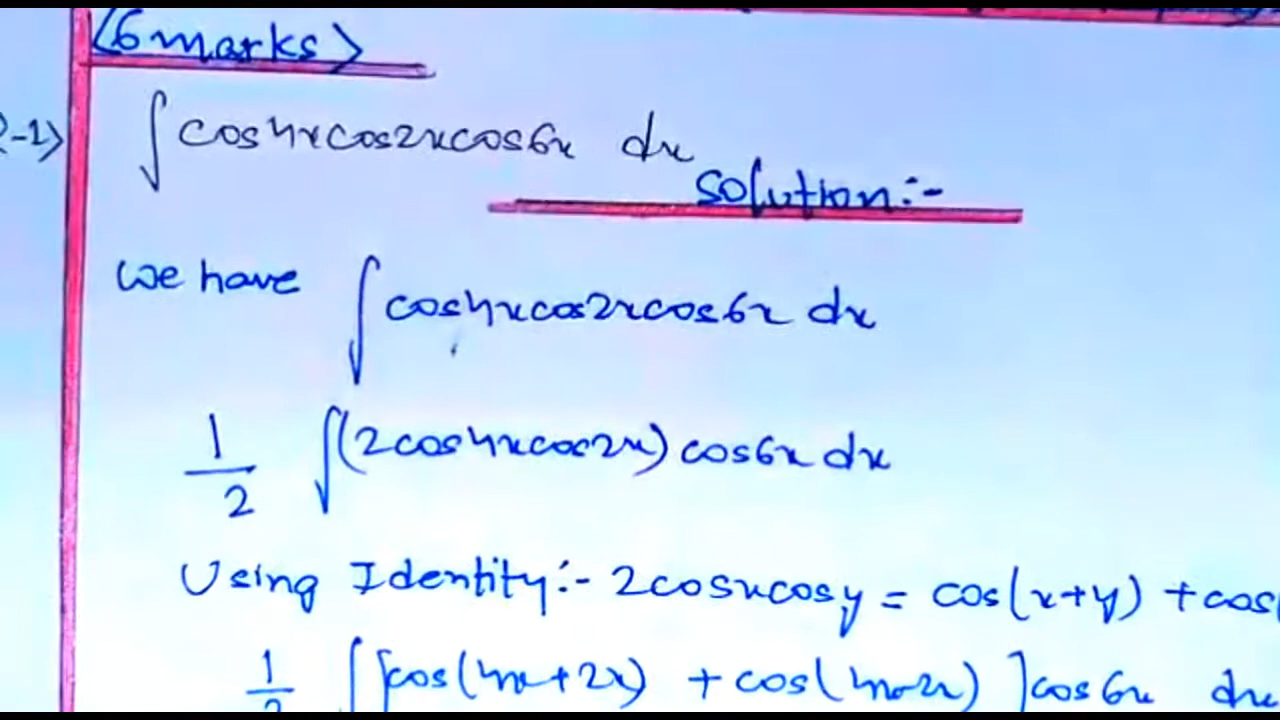 (6 marks)
2-1) ∫cos4xcos2xcos6x dx
solution:-
we have ∫cos4xcos2xcos6x dx
1/2 ∫(2cos4xcos2x) cos6x dx
Using Identity:- 2cosxcosy = cos(x+y) + cos(
1/2 ∫[cos(4x+2x) + cos(4x-2x)]cos6x dx